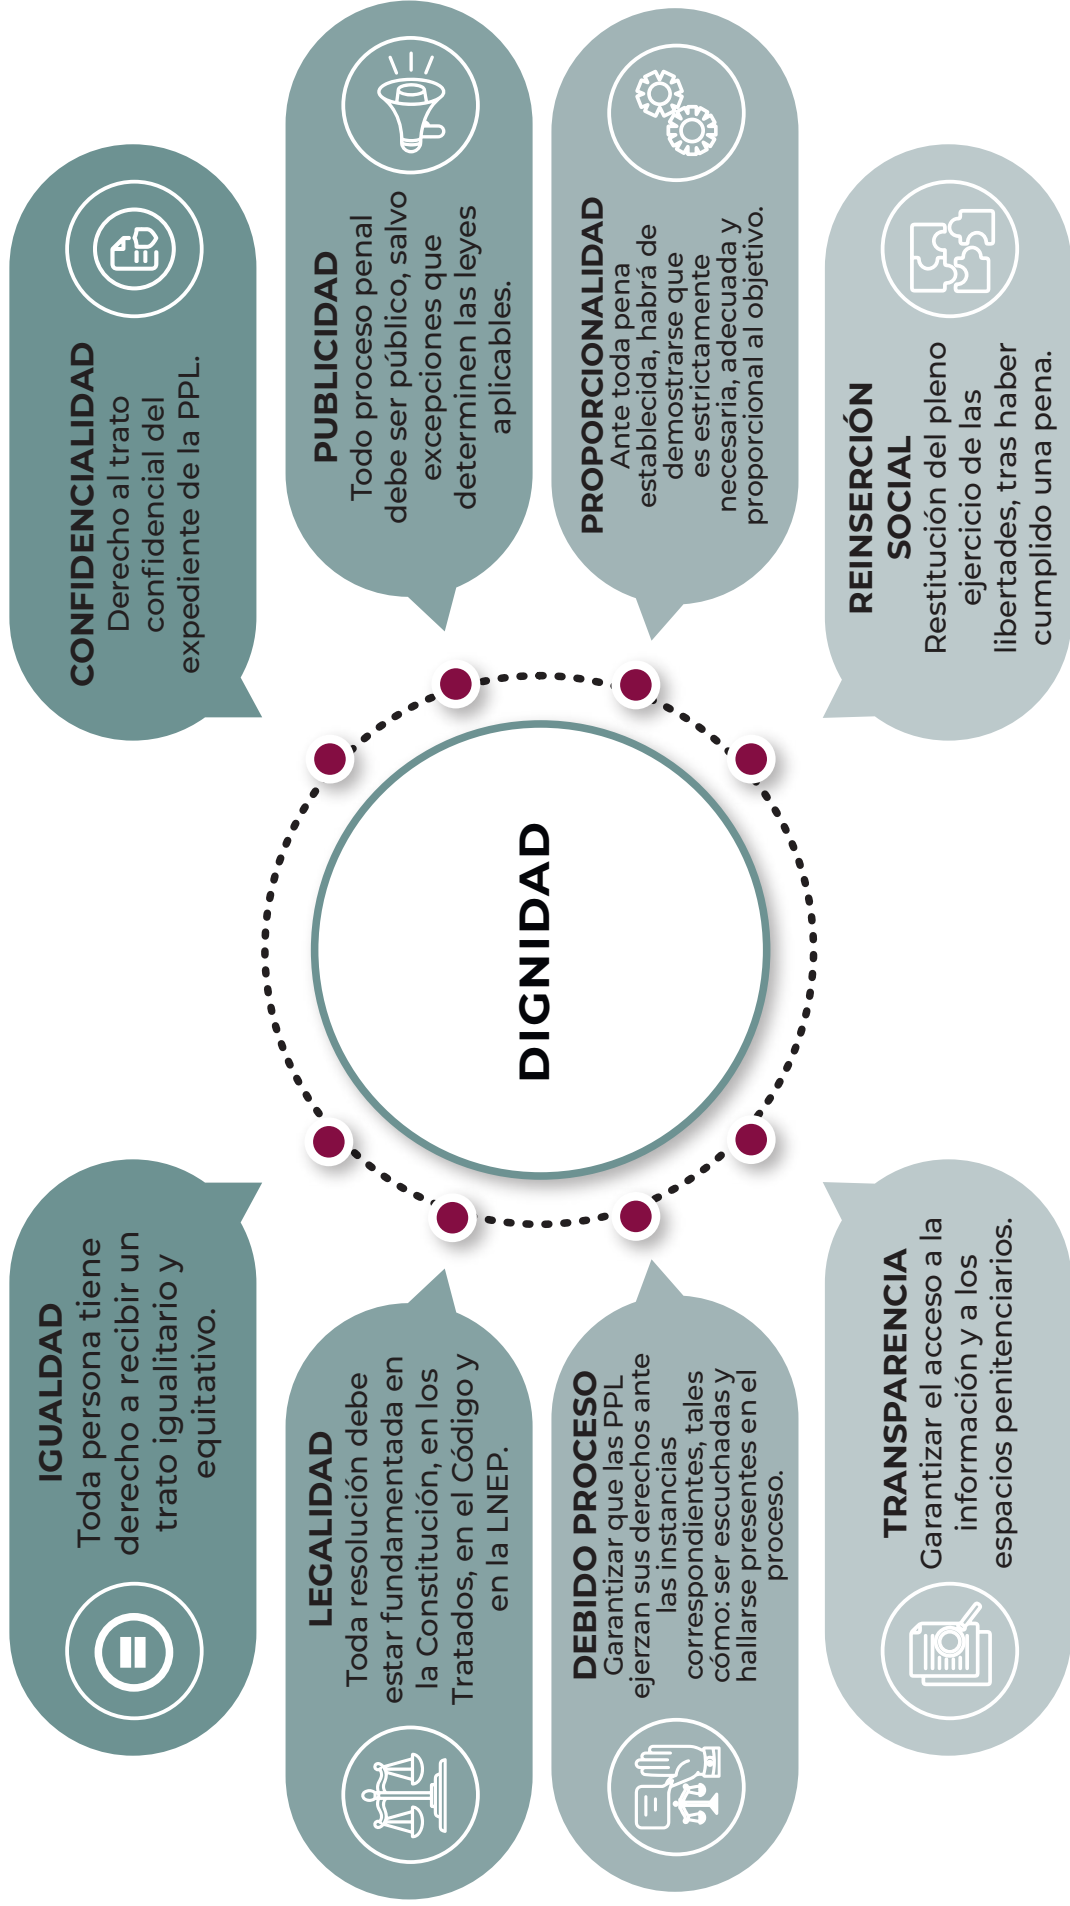 IGUALDAD
Toda persona tiene
derecho a recibir un
trato igualitario y
equitativo.
LEGALIDAD
Toda resolución debe
estar fundamentada en
la Constitución, en los
Tratados, en el Código y
en la LNEP.
DEBIDO PROCESO
Garantizar que las PPL
ejerzan sus derechos ante
las instancias
correspondientes, tales
cómo: ser escuchadas y
hallarse presentes en el
proceso.
TRANSPARENCIA
Garantizar el acceso a la
información y a los
espacios penitenciarios.
DIGNIDAD
CONFIDENCIALIDAD
Derecho al trato
confidencial del
expediente de la PPL.
PUBLICIDAD
Todo proceso penal
debe ser público, salvo
excepciones que
determinen las leyes
aplicables.
PROPORCIONALIDAD
Ante toda pena
establecida, habrá de
demostrarse que
es estrictamente
necesaria, adecuada y
proporcional al objetivo.
REINSERCIÓN
SOCIAL
Restitución del pleno
ejercicio de las
libertades, tras haber
cumplido una pena.